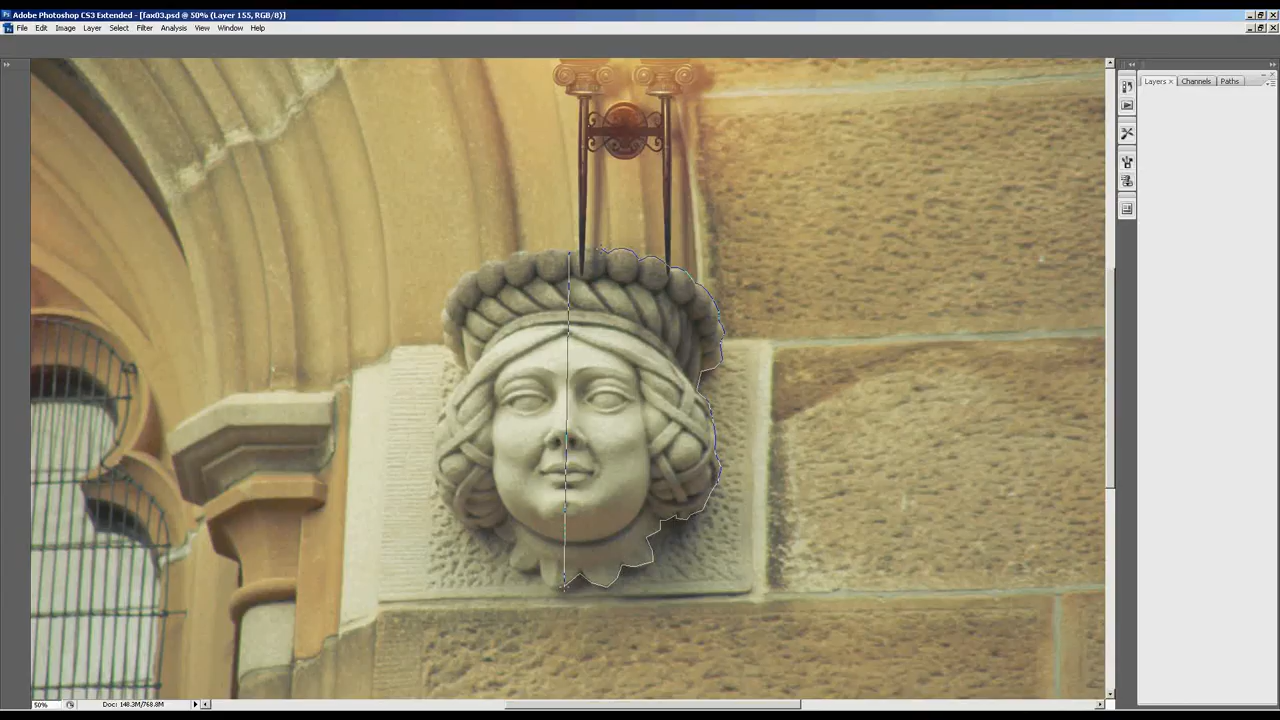 Adobe Photoshop CS3 Extended - [fax03.psd @ 50% (Layer 155, RGB/8)]
File Edit Image Layer Select Filter Analysis View Window Help
Layers x Channels Paths
50% Doc: 148.3M/768.8M